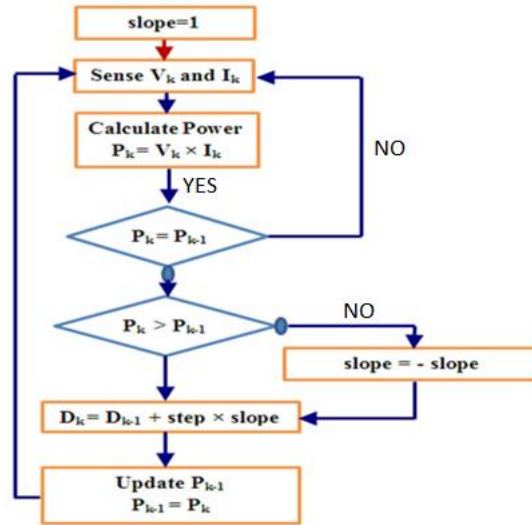 slope=1
Sense Vₖ and Iₖ
Calculate Power
Pₖ = Vₖ × Iₖ
NO
YES
Pₖ = Pₖ₋₁
Pₖ > Pₖ₋₁
NO
slope = - slope
Dₖ = Dₖ₋₁ + step × slope
Update Pₖ₋₁
Pₖ₋₁ = Pₖ